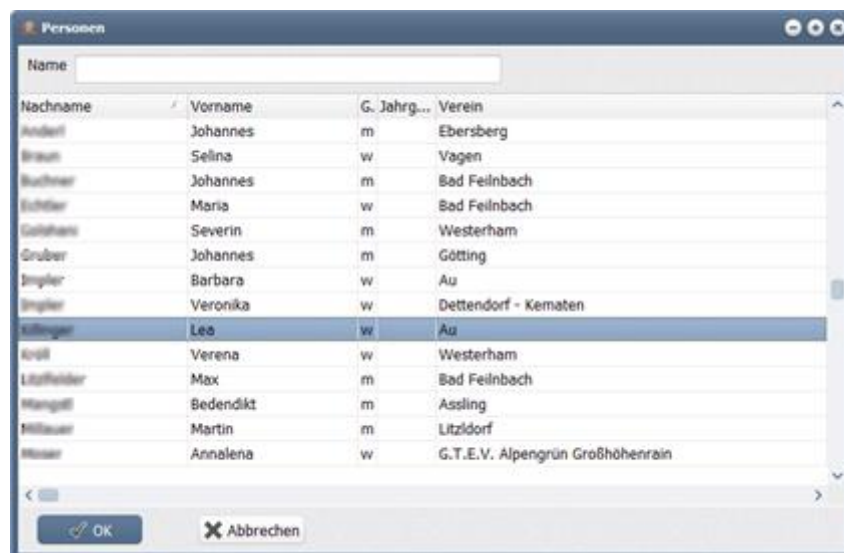 Personen
Name
Nachname Vorname G. Jahrg... Verein
Johannes m Ebersberg
Selina w Vagen
Johannes m Bad Feilnbach
Maria w Bad Feilnbach
Severin m Westerham
Gruber Johannes m Götting
Barbara w Au
Veronika w Dettendorf - Kematen
Lea w Au
Verena w Westerham
Max m Bad Feilnbach
Bedendikt m Assling
Martin m Litzldorf
Annalena w G.T.E.V. Alpengrün Großhöhenrain
OK Abbrechen